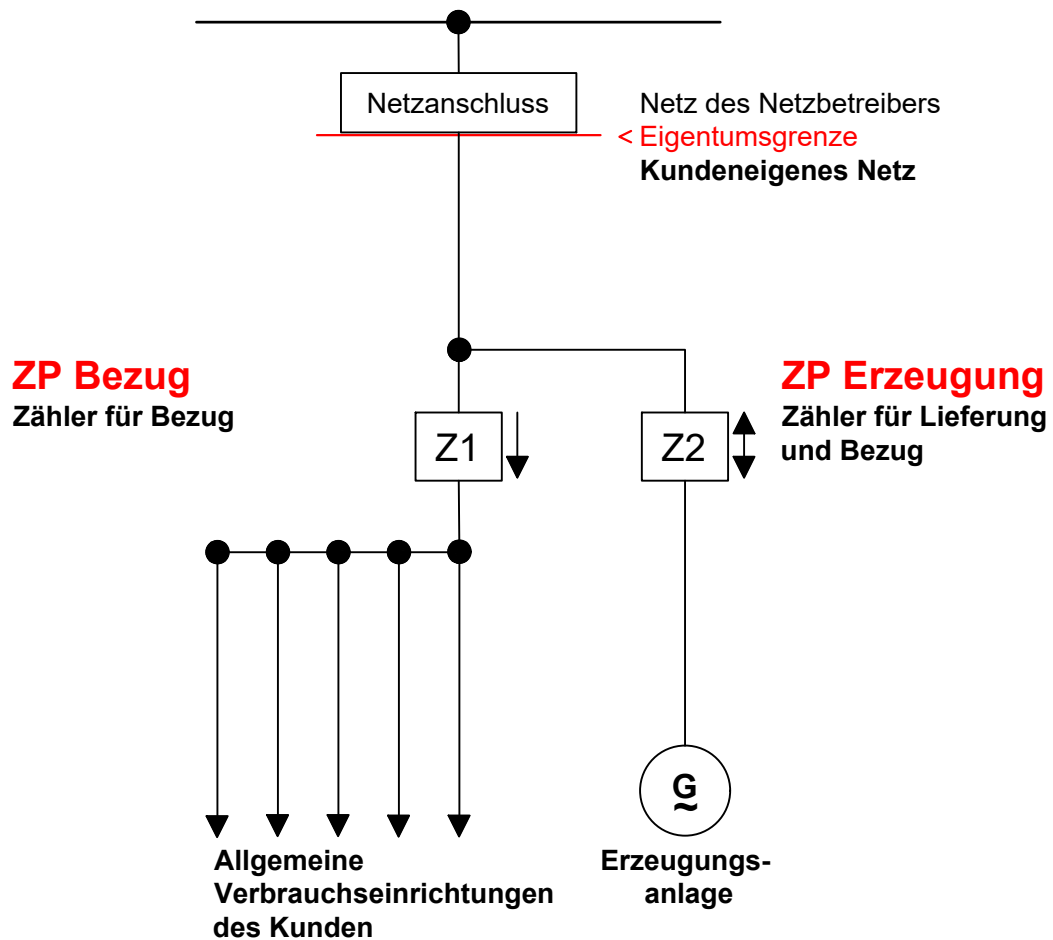 Netzanschluss
Netz des Netzbetreibers
< Eigentumsgrenze
Kundeneigenes Netz
ZP Bezug
Zähler für Bezug
Z1
Z2
ZP Erzeugung
Zähler für Lieferung
und Bezug
G
~
Allgemeine
Verbrauchseinrichtungen
des Kunden
Erzeugungs-
anlage